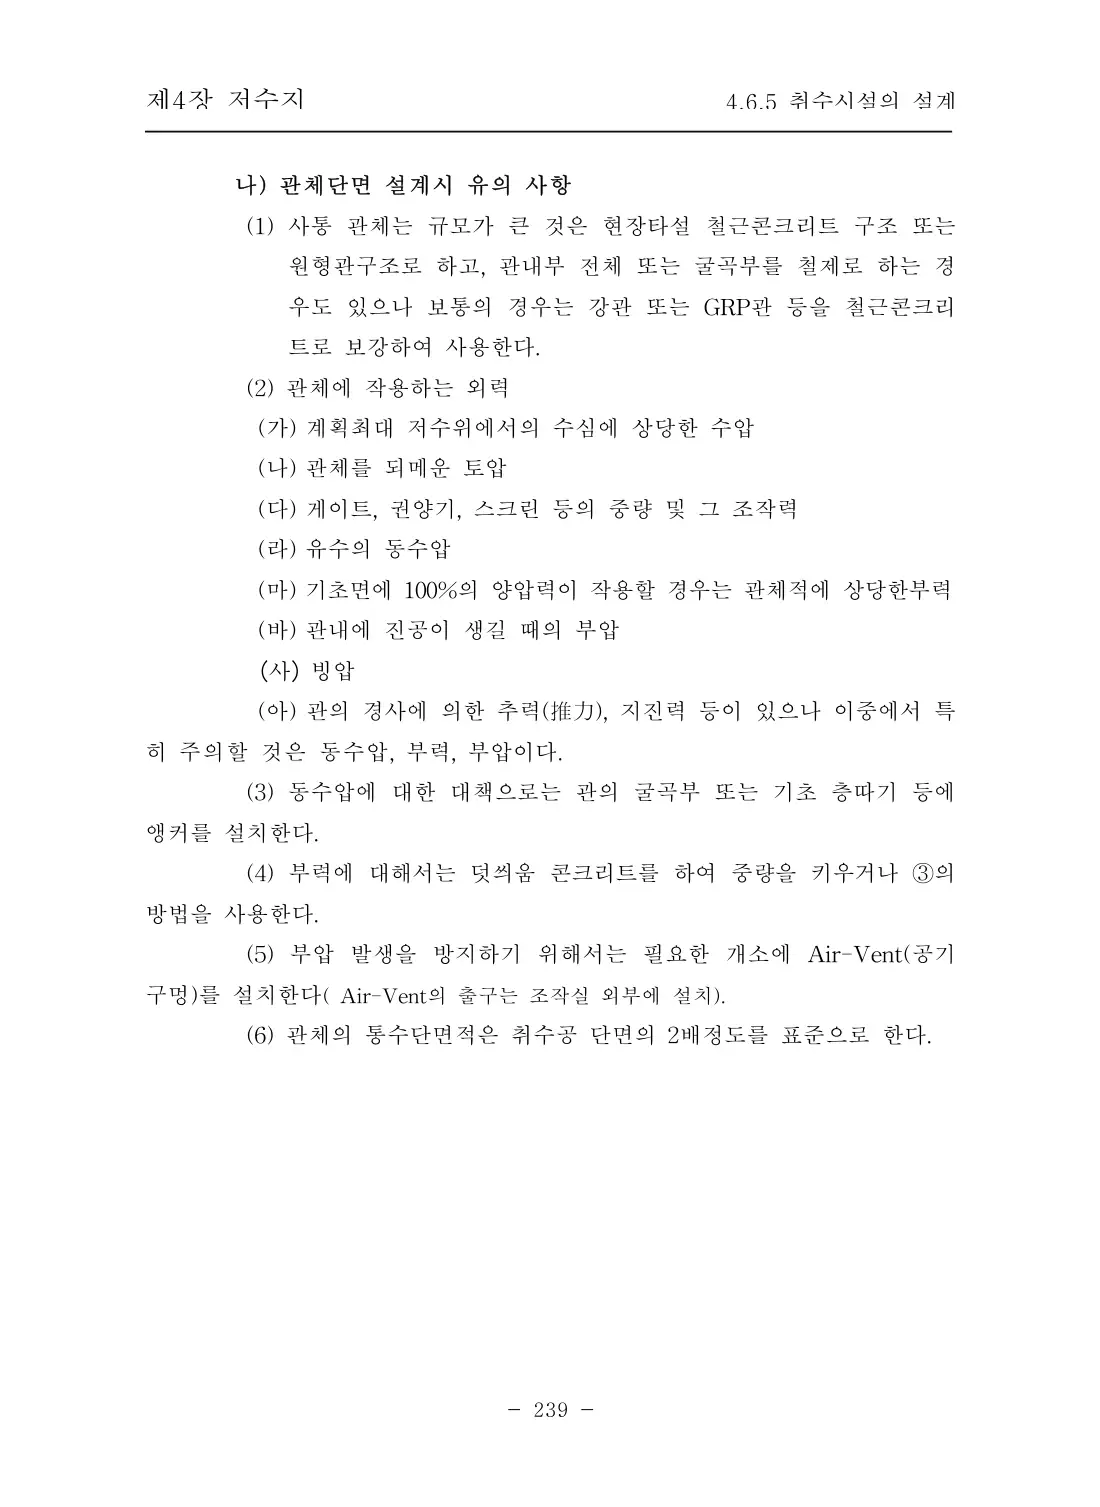 제4장 저수지
4.6.5 취수시설의 설계
나) 관체단면 설계시 유의 사항
(1) 사통 관체는 규모가 큰 것은 현장타설 철근콘크리트 구조 또는
원형관구조로 하고, 관내부 전체 또는 굴곡부를 철제로 하는 경
우도 있으나 보통의 경우는 강관 또는 GRP관 등을 철근콘크리
트로 보강하여 사용한다.
(2) 관체에 작용하는 외력
(가) 계획최대 저수위에서의 수심에 상당한 수압
(나) 관체를 되메운 토압
(다) 게이트, 권양기, 스크린 등의 중량 및 그 조작력
(라) 유수의 동수압
(마) 기초면에 100%의 양압력이 작용할 경우는 관체적에 상당한부력
(바) 관내에 진공이 생길 때의 부압
(사) 빙압
(아) 관의 경사에 의한 추력(推力), 지진력 등이 있으나 이중에서 특
히 주의할 것은 동수압, 부력, 부압이다.
(3) 동수압에 대한 대책으로는 관의 굴곡부 또는 기초 층따기 등에
앵커를 설치한다.
(4) 부력에 대해서는 덧씌움 콘크리트를 하여 중량을 키우거나 ③의
방법을 사용한다.
(5) 부압 발생을 방지하기 위해서는 필요한 개소에 Air-Vent(공기
구멍)를 설치한다( Air-Vent의 출구는 조작실 외부에 설치).
(6) 관체의 통수단면적은 취수공 단면의 2배정도를 표준으로 한다.
- 239 -